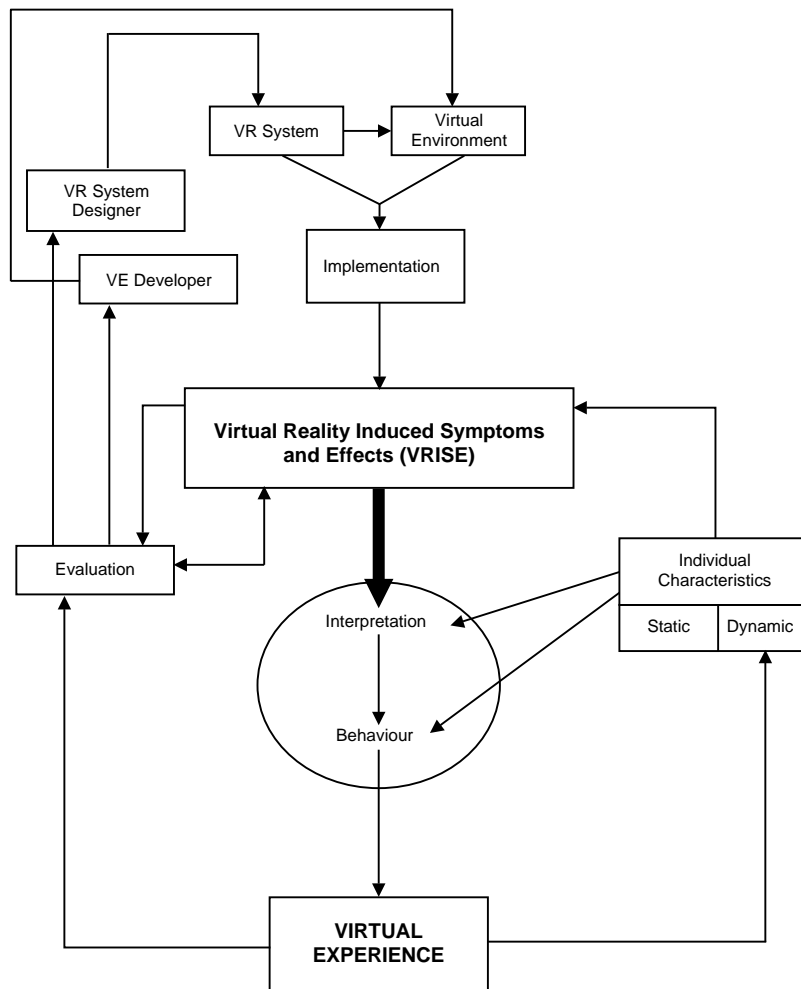 VR System
Virtual
Environment
VR System
Designer
Implementation
VE Developer
Virtual Reality Induced Symptoms
and Effects (VRISE)
Evaluation
Individual
Characteristics
Static
Dynamic
Interpretation
Behaviour
VIRTUAL
EXPERIENCE